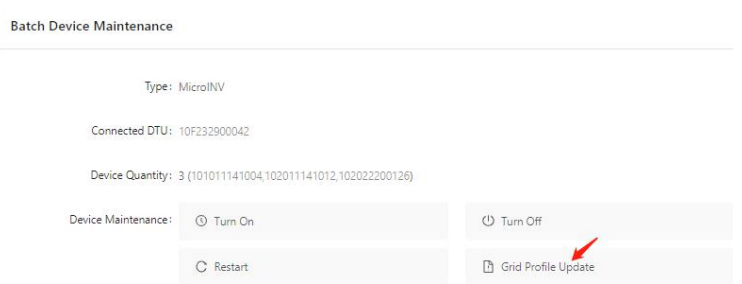 Batch Device Maintenance
Type: MicroINV
Connected DTU: 10F232900042
Device Quantity: 3 (101011141004,102011141012,102022200126)
Device Maintenance: Turn On Turn Off
Restart Grid Profile Update